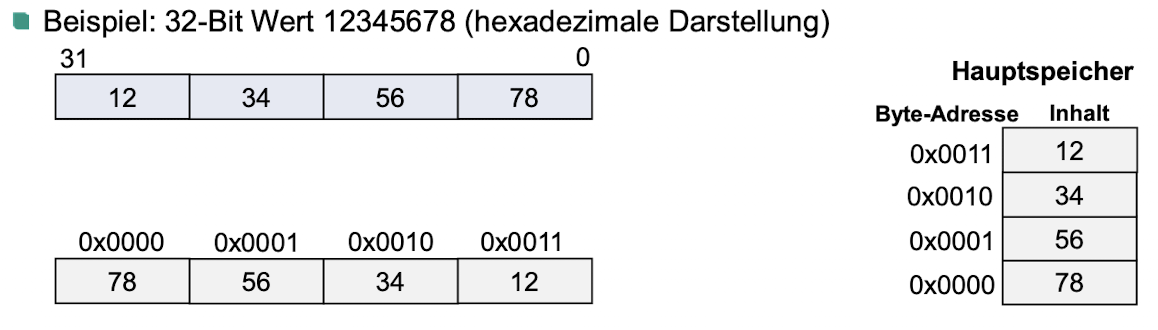 Beispiel: 32-Bit Wert 12345678 (hexadezimale Darstellung)
31 0
12 34 56 78
0x0000 0x0001 0x0010 0x0011
78 56 34 12
Hauptspeicher
Byte-Adresse Inhalt
0x0011 12
0x0010 34
0x0001 56
0x0000 78